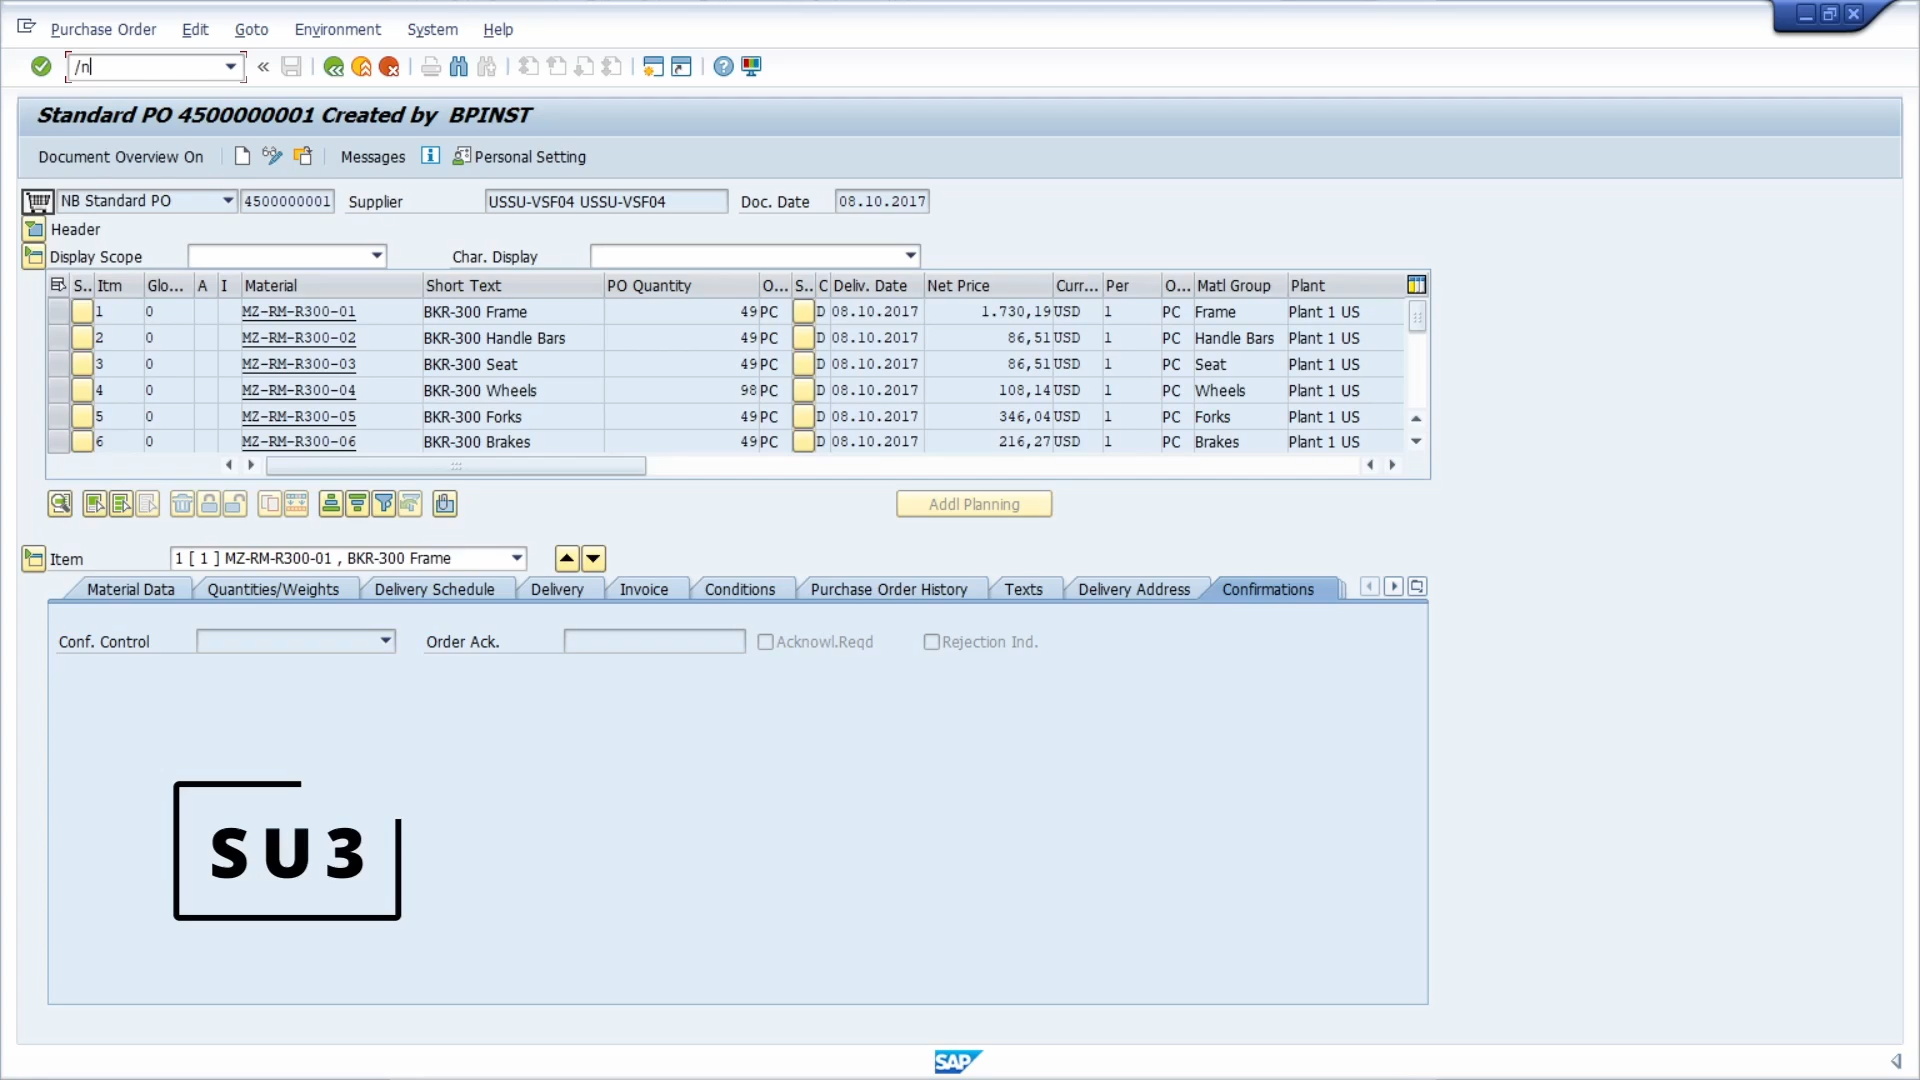 Purchase Order Edit Goto Environment System Help
/n
Standard PO 4500000001 Created by BPINST
Document Overview On Messages Personal Setting
NB Standard PO 4500000001 Supplier USSU-VSF04 USSU-VSF04 Doc. Date 08.10.2017
Header
Display Scope Char. Display
S.. Itm Glo... A I Material Short Text PO Quantity O... S.. C Deliv. Date Net Price Curr... Per O... Matl Group Plant
1 0 MZ-RM-R300-01 BKR-300 Frame 49 PC D 08.10.2017 1.730,19 USD 1 PC Frame Plant 1 US
2 0 MZ-RM-R300-02 BKR-300 Handle Bars 49 PC D 08.10.2017 86,51 USD 1 PC Handle Bars Plant 1 US
3 0 MZ-RM-R300-03 BKR-300 Seat 49 PC D 08.10.2017 86,51 USD 1 PC Seat Plant 1 US
4 0 MZ-RM-R300-04 BKR-300 Wheels 98 PC D 08.10.2017 108,14 USD 1 PC Wheels Plant 1 US
5 0 MZ-RM-R300-05 BKR-300 Forks 49 PC D 08.10.2017 346,04 USD 1 PC Forks Plant 1 US
6 0 MZ-RM-R300-06 BKR-300 Brakes 49 PC D 08.10.2017 216,27 USD 1 PC Brakes Plant 1 US
Addl Planning
Item 1 [ 1 ] MZ-RM-R300-01 , BKR-300 Frame
Material Data Quantities/Weights Delivery Schedule Delivery Invoice Conditions Purchase Order History Texts Delivery Address Confirmations
Conf. Control Order Ack. Acknowl.Reqd Rejection Ind.
SU3
SAP